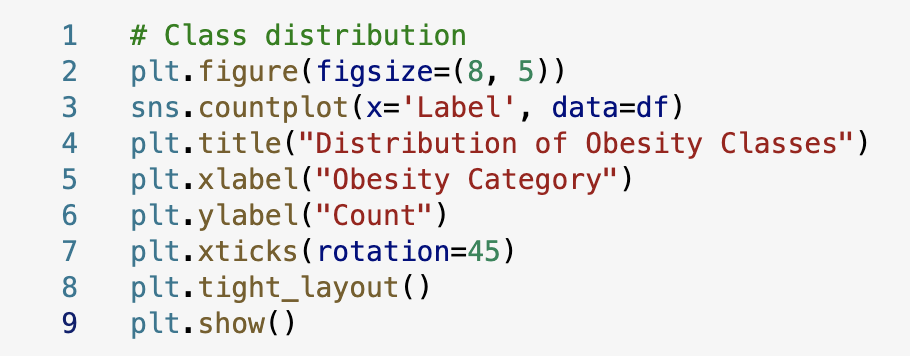 1 # Class distribution
2 plt.figure(figsize=(8, 5))
3 sns.countplot(x='Label', data=df)
4 plt.title("Distribution of Obesity Classes")
5 plt.xlabel("Obesity Category")
6 plt.ylabel("Count")
7 plt.xticks(rotation=45)
8 plt.tight_layout()
9 plt.show()